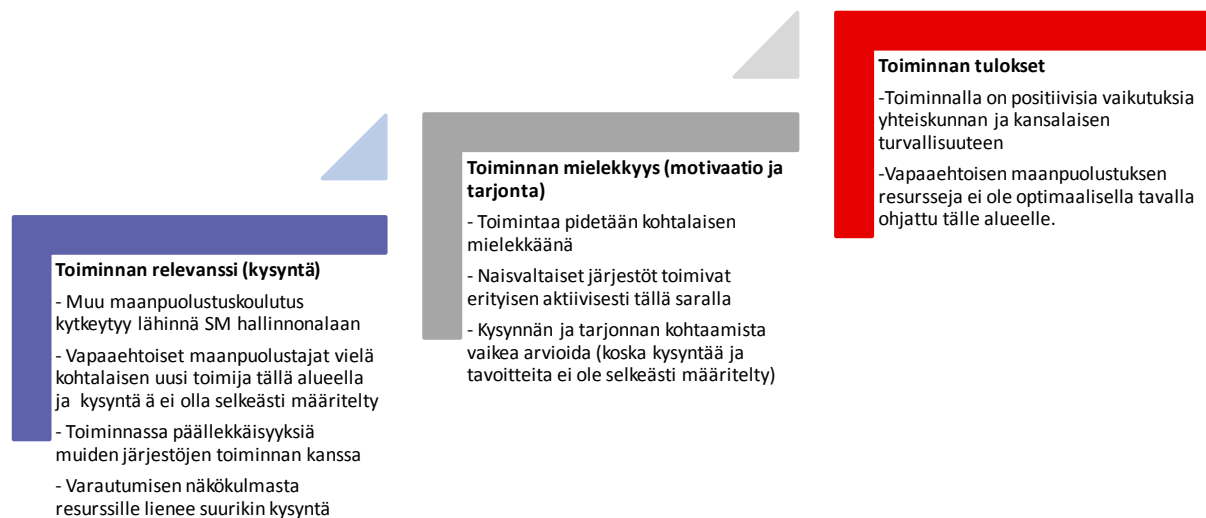 Toiminnan relevanssi (kysyntä)
- Muu maanpuolustuskoulutus
kytkeytyy lähinnä SM hallinnonalaan
- Vapaaehtoiset maanpuolustajat vielä
kohtalaisen uusi toimija tällä alueella
ja kysyntä ä ei olla selkeästi määritelty
- Toiminnassa päällekkäisyyksiä
muiden järjestöjen toiminnan kanssa
- Varautumisen näkökulmasta
resurssille lienee suurikin kysyntä
Toiminnan mielekkyys (motivaatio ja
tarjonta)
- Toimintaa pidetään kohtalaisen
mielekkäänä
- Naisvaltaiset järjestöt toimivat
erityisen aktiivisesti tällä saralla
- Kysynnän ja tarjonnan kohtaamista
vaikea arvioida (koska kysyntää ja
tavoitteita ei ole selkeästi määritelty)
Toiminnan tulokset
-Toiminnalla on positiivisia vaikutuksia
yhteiskunnan ja kansalaisen
turvallisuuteen
-Vapaaehtoisen maanpuolustuksen
resursseja ei ole optimaalisella tavalla
ohjattu tälle alueelle.